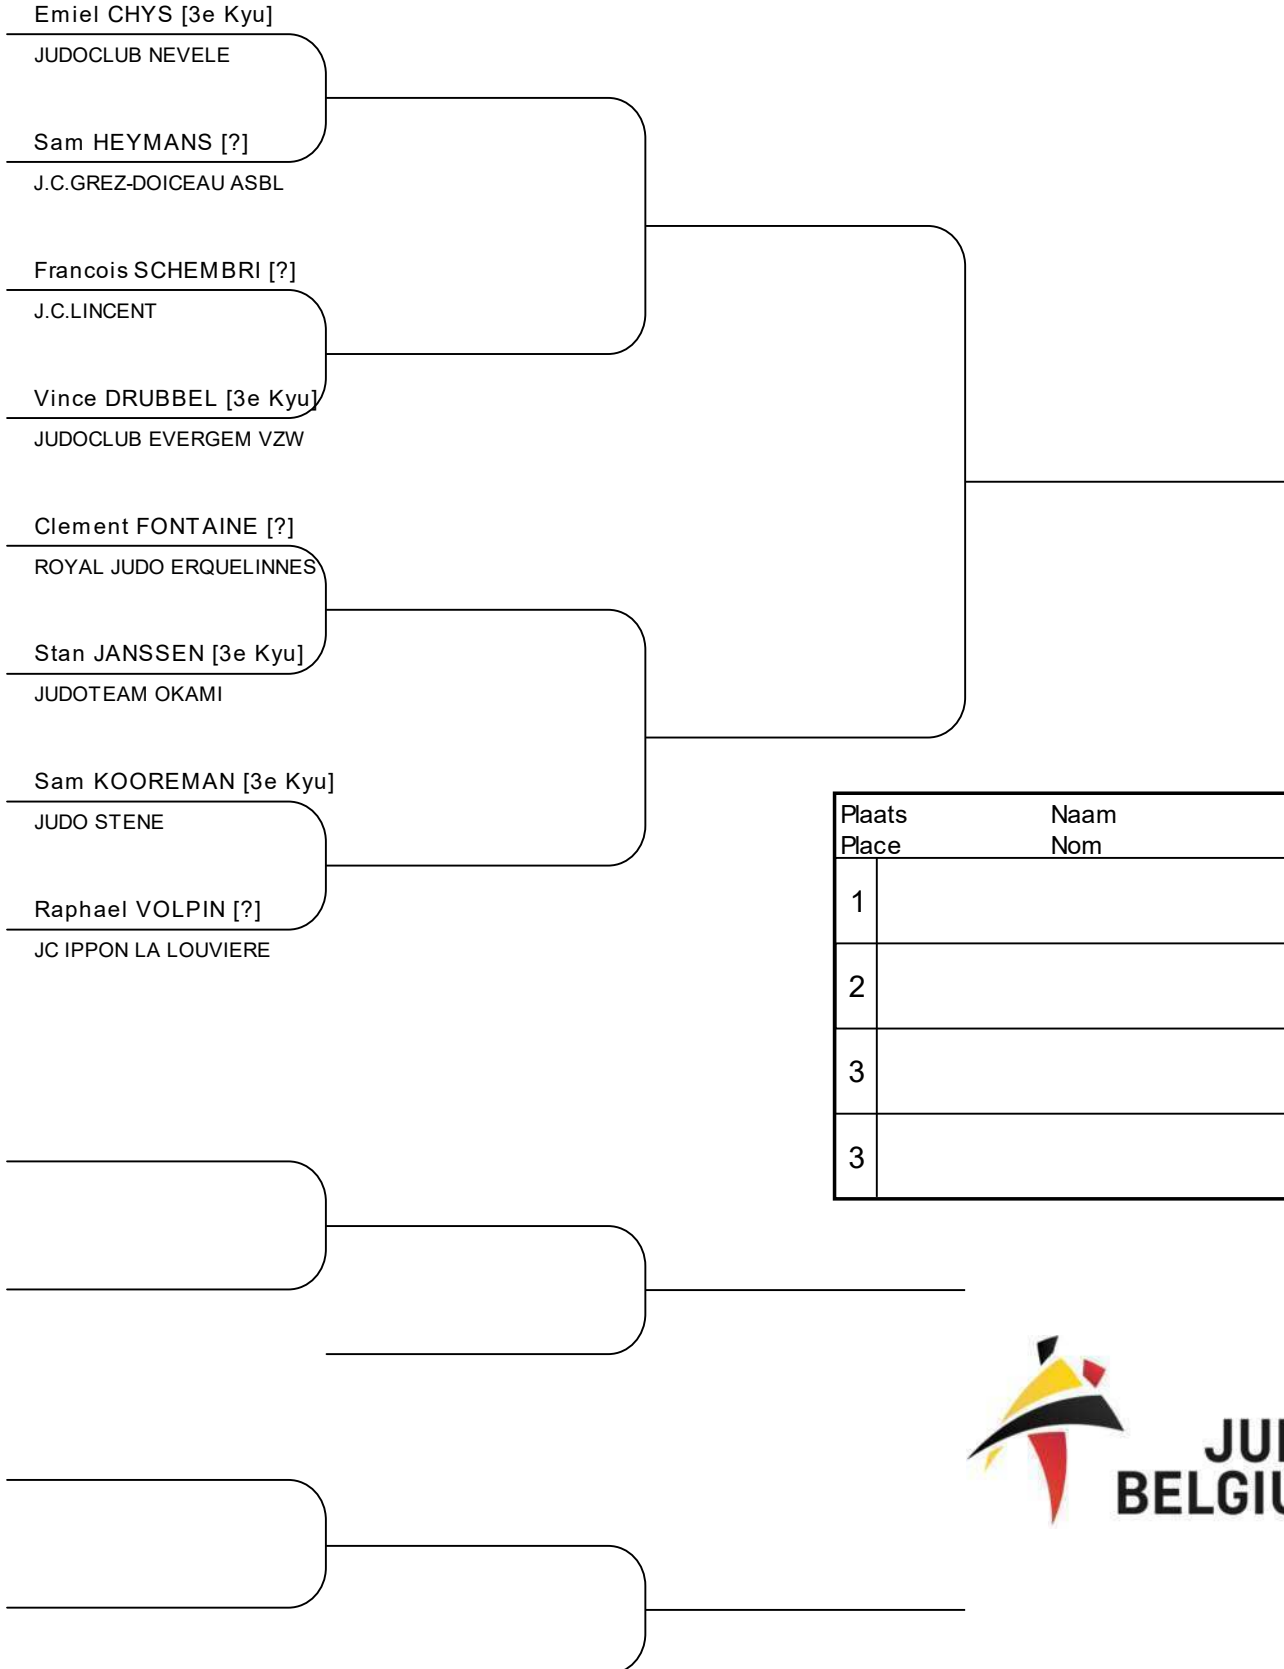 Emiel CHYS [3e Kyu]
JUDOCLUB NEVELE
Sam HEYMANS [?]
J.C.GREZ-DOICEAU ASBL
Francois SCHEMBRI [?]
J.C.LINCENT
Vince DRUBBEL [3e Kyu]
JUDOCLUB EVERGEM VZW
Clement FONTAINE [?]
ROYAL JUDO ERQUELINNES
Stan JANSSEN [3e Kyu]
JUDOTEAM OKAMI
Sam KOOREMAN [3e Kyu]
JUDO STENE
Raphael VOLPIN [?]
JC IPPON LA LOUVIERE
Plaats Naam
Place Nom
1
2
3
3